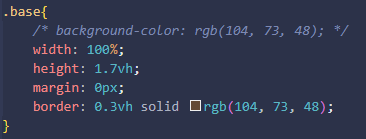 .base{
    /* background-color: rgb(104, 73, 48); */
    width: 100%;
    height: 1.7vh;
    margin: 0px;
    border: 0.3vh solid rgb(104, 73, 48);
}